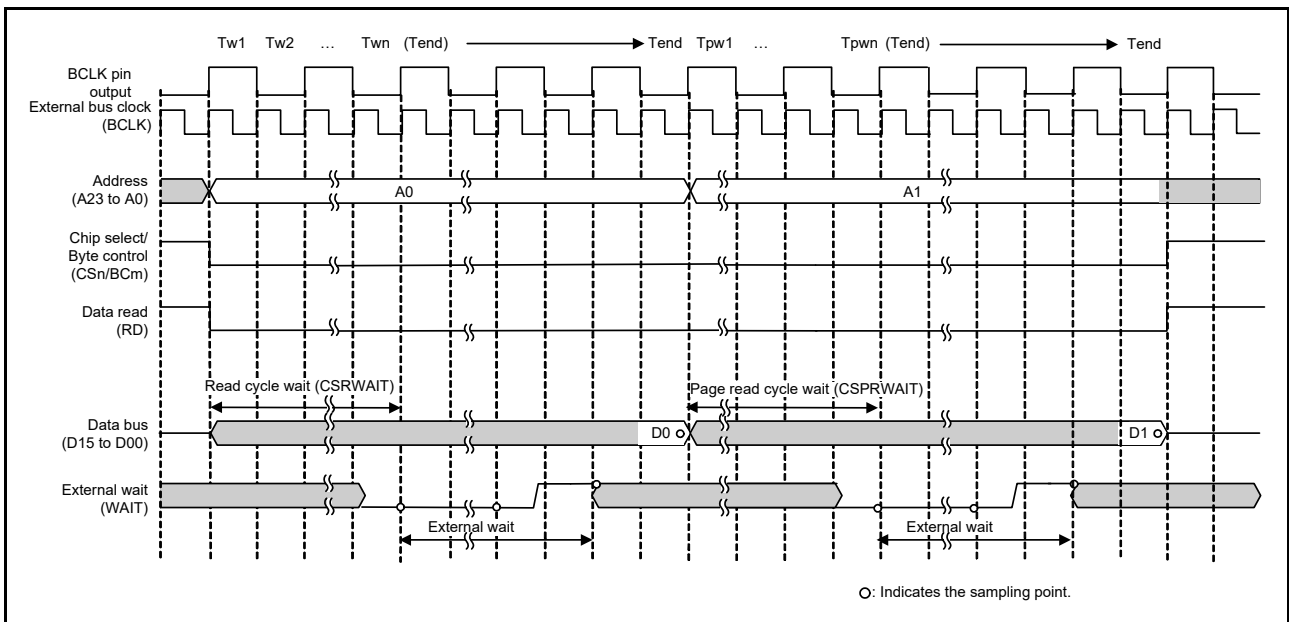 Tw1 Tw2 … Twn (Tend) Tend Tpw1 … Tpwn (Tend) Tend
BCLK pin
output
External bus clock
(BCLK)
Address
(A23 to A0)
A0 A1
Chip select/
Byte control
(CSn/BCm)
Data read
(RD)
Read cycle wait (CSRWAIT) Page read cycle wait (CSPRWAIT)
Data bus
(D15 to D00)
D0 D1
External wait
(WAIT)
External wait External wait
: Indicates the sampling point.